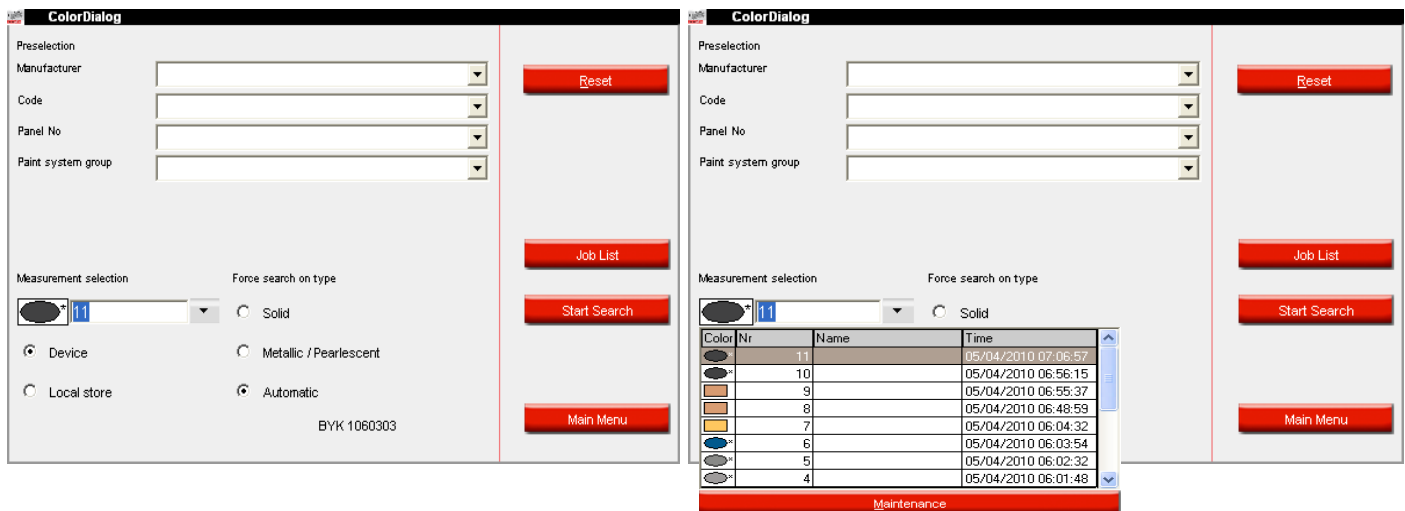 ColorDialog
Preselection
Manufacturer
Reset
Code
Panel No
Paint system group
Job List
Measurement selection Force search on type
* 11 Solid Start Search
Device Metallic / Pearlescent
Local store Automatic
BYK 1060303 Main Menu
ColorDialog
Preselection
Manufacturer
Reset
Code
Panel No
Paint system group
Job List
Measurement selection Force search on type
* 11 Solid Start Search
Color Nr Name Time
* 11 05/04/2010 07:06:57
* 10 05/04/2010 06:56:15
9 05/04/2010 06:55:37
8 05/04/2010 06:48:59
7 05/04/2010 06:04:32
Main Menu
* 6 05/04/2010 06:03:54
* 5 05/04/2010 06:02:32
* 4 05/04/2010 06:01:48
Maintenance